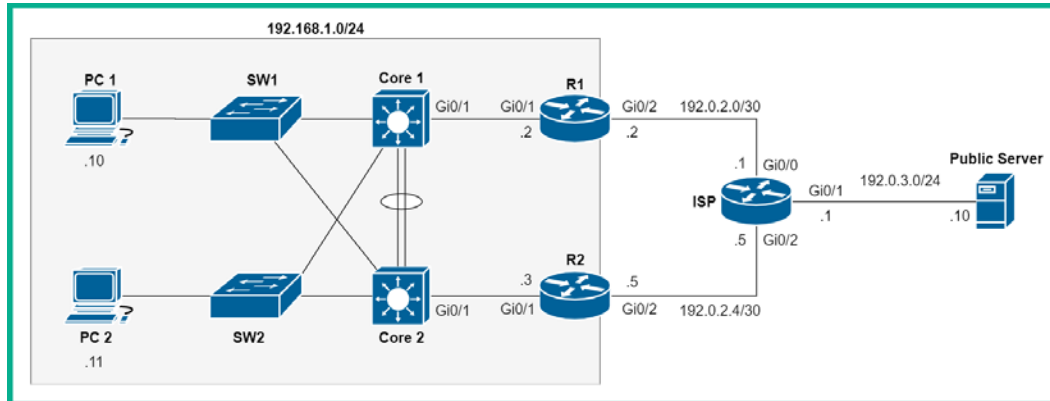 192.168.1.0/24
PC 1
SW1
Core 1
R1
Gi0/1
Gi0/1
Gi0/2
192.0.2.0/30
.2
.2
?
.10
.1
Gi0/0
Public Server
192.0.3.0/24
ISP
Gi0/1
.1
.10
.5
Gi0/2
R2
.3
.5
?
Gi0/1
Gi0/1
Gi0/2
192.0.2.4/30
PC 2
SW2
Core 2
.11